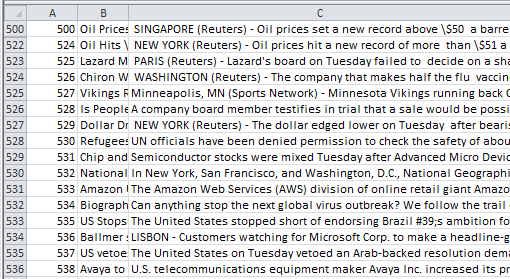 A B C
500 500 Oil Prices SINGAPORE (Reuters) - Oil prices set a new record above \$50 a barre
522 524 Oil Hits \ NEW YORK (Reuters) - Oil prices hit a new record of more than \$51 a
523 525 Lazard M PARIS (Reuters) - Lazard's board on Tuesday failed to decide on a sha
524 526 Chiron W WASHINGTON (Reuters) - The company that makes half the flu vaccin
525 527 Vikings F Minneapolis, MN (Sports Network) - Minnesota Vikings running back O
526 528 Is People A company board member testifies in trial that a sale would be possi
527 529 Dollar Dr NEW YORK (Reuters) - The dollar edged lower on Tuesday after bearis
528 530 Refugees UN officials have been denied permission to check the safety of abou
529 531 Chip and Semiconductor stocks were mixed Tuesday after Advanced Micro Devic
530 532 National In New York, San Francisco, and Washington, D.C., National Geographi
531 533 Amazon The Amazon Web Services (AWS) division of online retail giant Amazo
532 534 Biograph Can anything stop the next global virus outbreak? We follow the trail
533 535 US Stops The United States stopped short of endorsing Brazil #39;s ambition fo
534 536 Ballmer s LISBON - Customers watching for Microsoft Corp. to make a headline-g
535 537 US vetoe The United States on Tuesday vetoed an Arab-backed resolution dema
536 538 Avaya to U.S. telecommunications equipment maker Avaya Inc. increased its pr